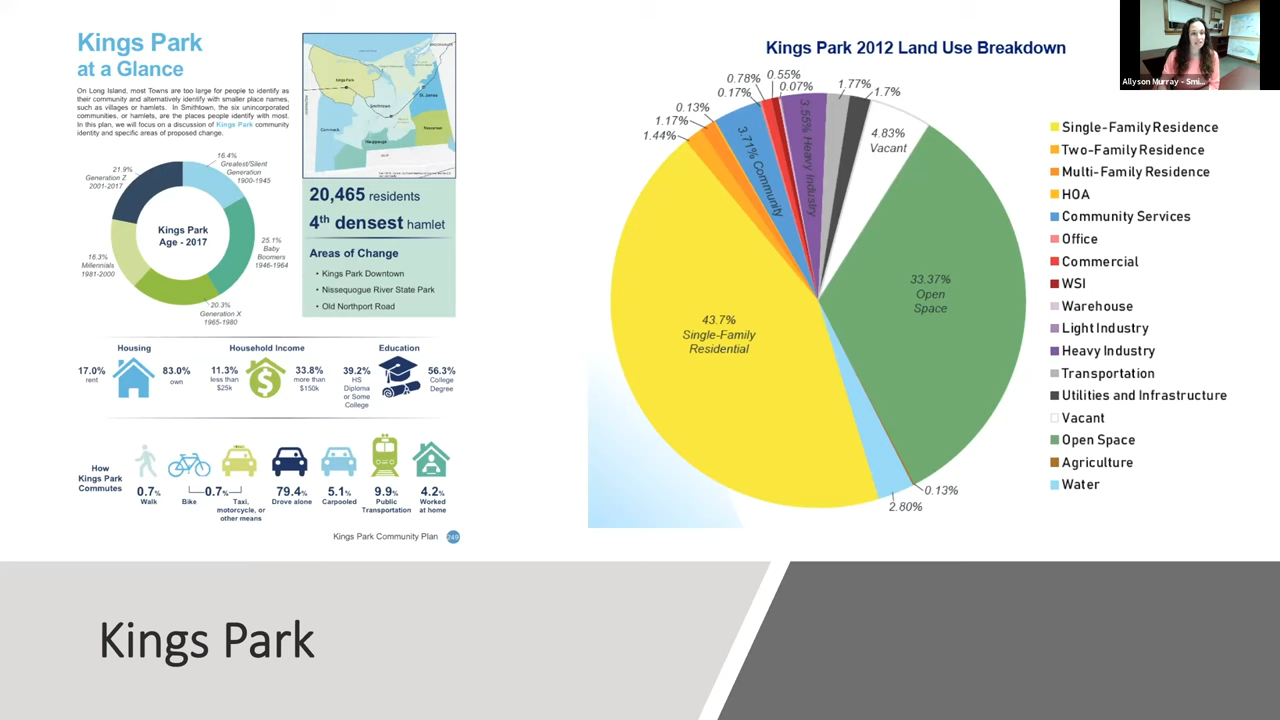 Kings Park
at a Glance
On Long Island, most Towns are too large for people to identify as
their community and alternatively identify with smaller place names,
such as villages or hamlets. In Smithtown, the six unincorporated
communities, or hamlets, are the places people identify with most.
In this plan, we will focus on a discussion of Kings Park community
identity and specific areas of proposed change.
21.9%
Generation Z
2001-2017
16.4%
Greatest/Silent
Generation
1900-1945
Kings Park
Age - 2017
16.3%
Millennials
1981-2000
25.1%
Baby
Boomers
1946-1964
20.3%
Generation X
1965-1980
Kings Park
St. James
Smithtown
Commack
Hauppauge
Nesconset
20,465 residents
4th densest hamlet
Areas of Change
• Kings Park Downtown
• Nissequogue River State Park
• Old Northport Road
Housing
17.0%
rent
83.0%
own
Household Income
11.3%
less than
$25k
33.8%
more than
$150k
Education
39.2%
HS
Diploma
or Some
College
56.3%
College
Degree
How
Kings Park
Commutes
0.7%
Walk
0.7%
Bike
Taxi,
motorcycle, or
other means
79.4%
Drove alone
5.1%
Carpooled
9.9%
Public
Transportation
4.2%
Worked
at home
Kings Park Community Plan 249
Kings Park 2012 Land Use Breakdown
43.7%
Single-Family
Residential
1.44%
1.17%
0.13%
3.71% Community
0.17%
0.78%
0.55%
0.07%
3.55% Heavy Industry
1.77%
1.7%
4.83%
Vacant
33.37%
Open
Space
0.13%
2.80%
Single-Family Residence
Two-Family Residence
Multi-Family Residence
HOA
Community Services
Office
Commercial
WSI
Warehouse
Light Industry
Heavy Industry
Transportation
Utilities and Infrastructure
Vacant
Open Space
Agriculture
Water
Allyson Murray - Smi...
Kings Park